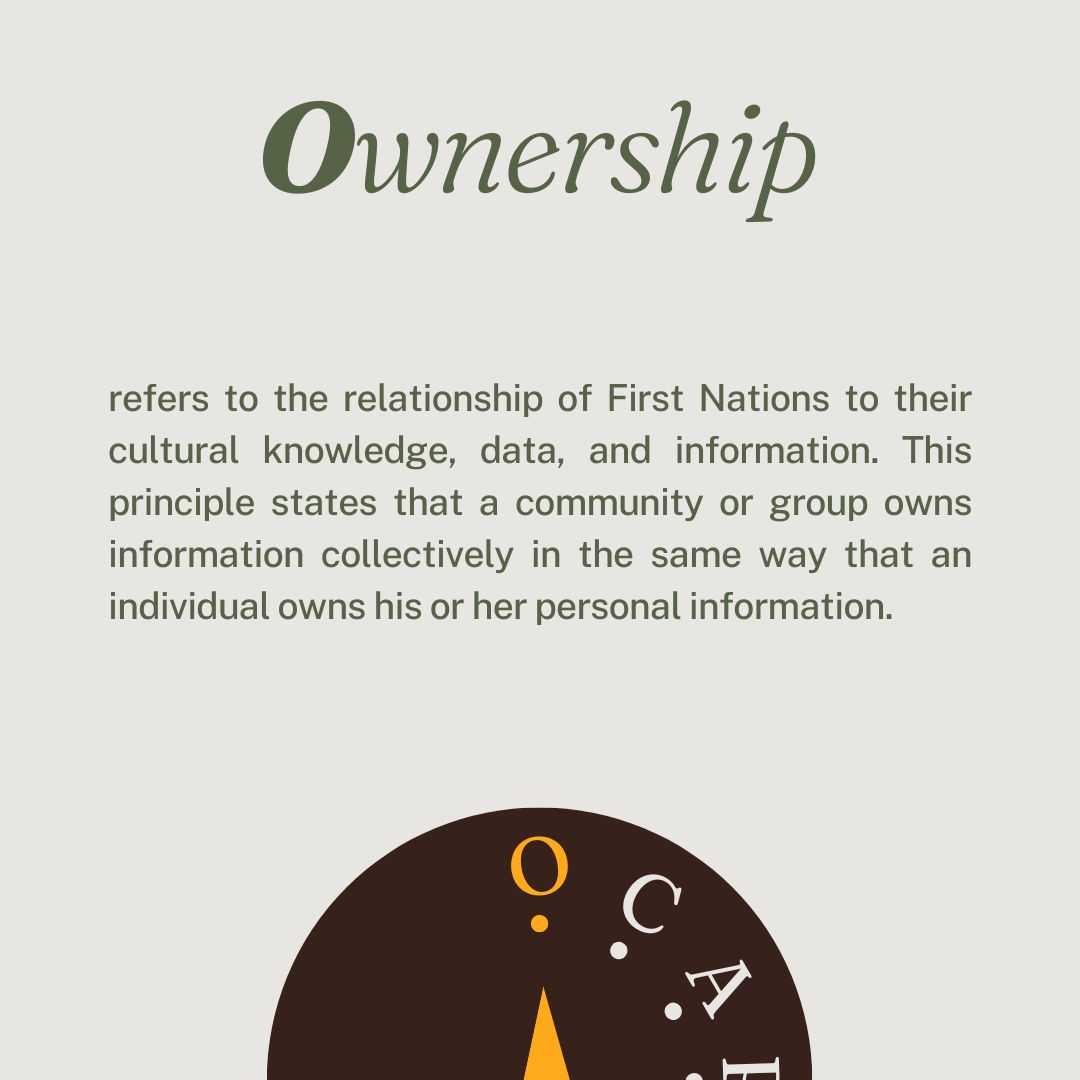 Ownership
refers to the relationship of First Nations to their
cultural knowledge, data, and information. This
principle states that a community or group owns
information collectively in the same way that an
individual owns his or her personal information.
O
C
A